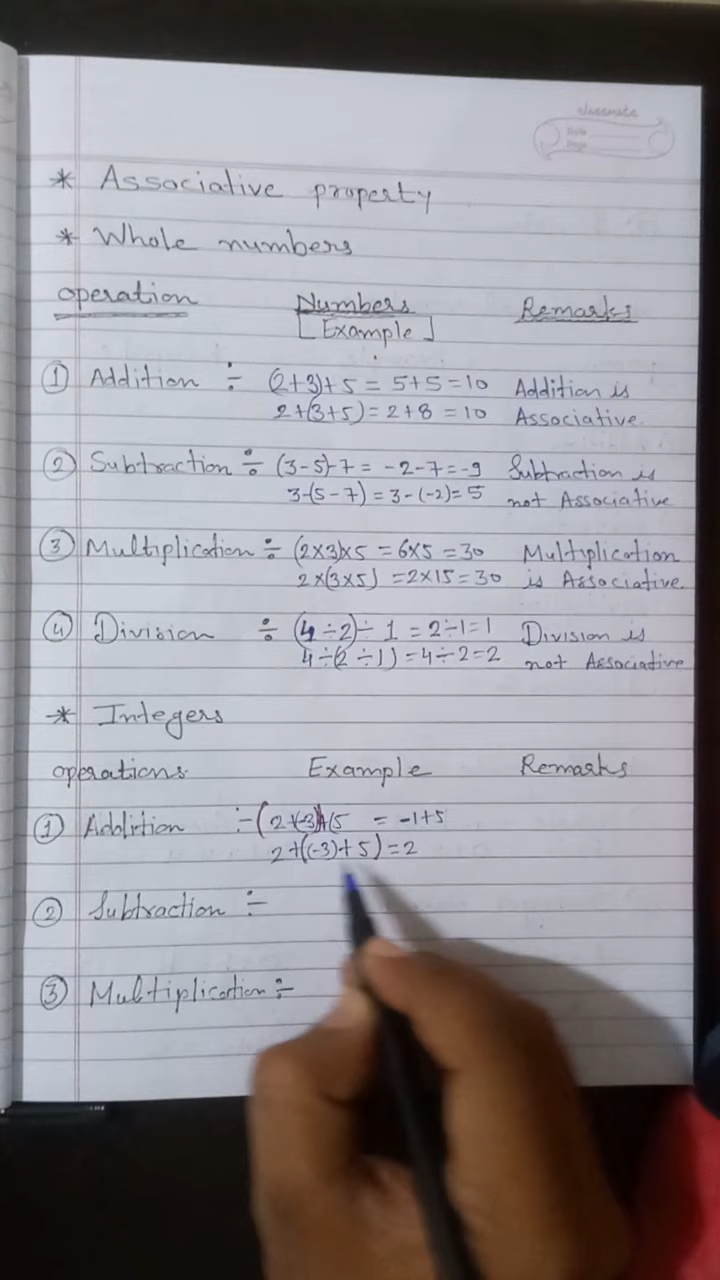 classmate
Date
Page
* Associative property
* Whole numbers
operation Numbers Remarks
[Example]
① Addition ÷ (2+3)+5 = 5+5=10 Addition is
2+(3+5)=2+8 =10 Associative.
② Subtraction ÷ (3-5)-7= -2-7=-9 Subtraction is
3-(5-7)=3-(-2)=5 not Associative
③ Multiplication ÷ (2×3)×5 =6×5 =30 Multiplication
2×(3×5) =2×15=30 is Associative.
④ Division ÷ (4÷2)÷ 1 =2÷1=1 Division is
4÷(2÷1)=4÷2=2 not Associative
* Integers
operations Example Remarks
① Addirtion :- (2+(-3)+5 = -1+5
2+((-3)+5)=2
② Subtraction ÷
③ Multiplication ÷